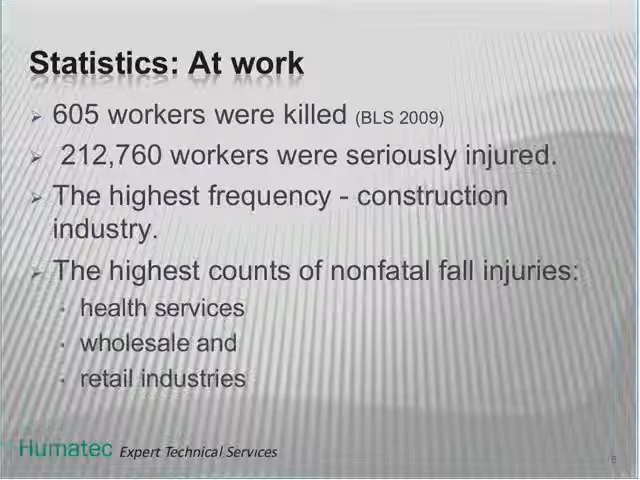 Statistics: At work
605 workers were killed (BLS 2009)
212,760 workers were seriously injured.
The highest frequency - construction
industry.
The highest counts of nonfatal fall injuries:
health services
wholesale and
retail industries
Humatec Expert Technical Services
6